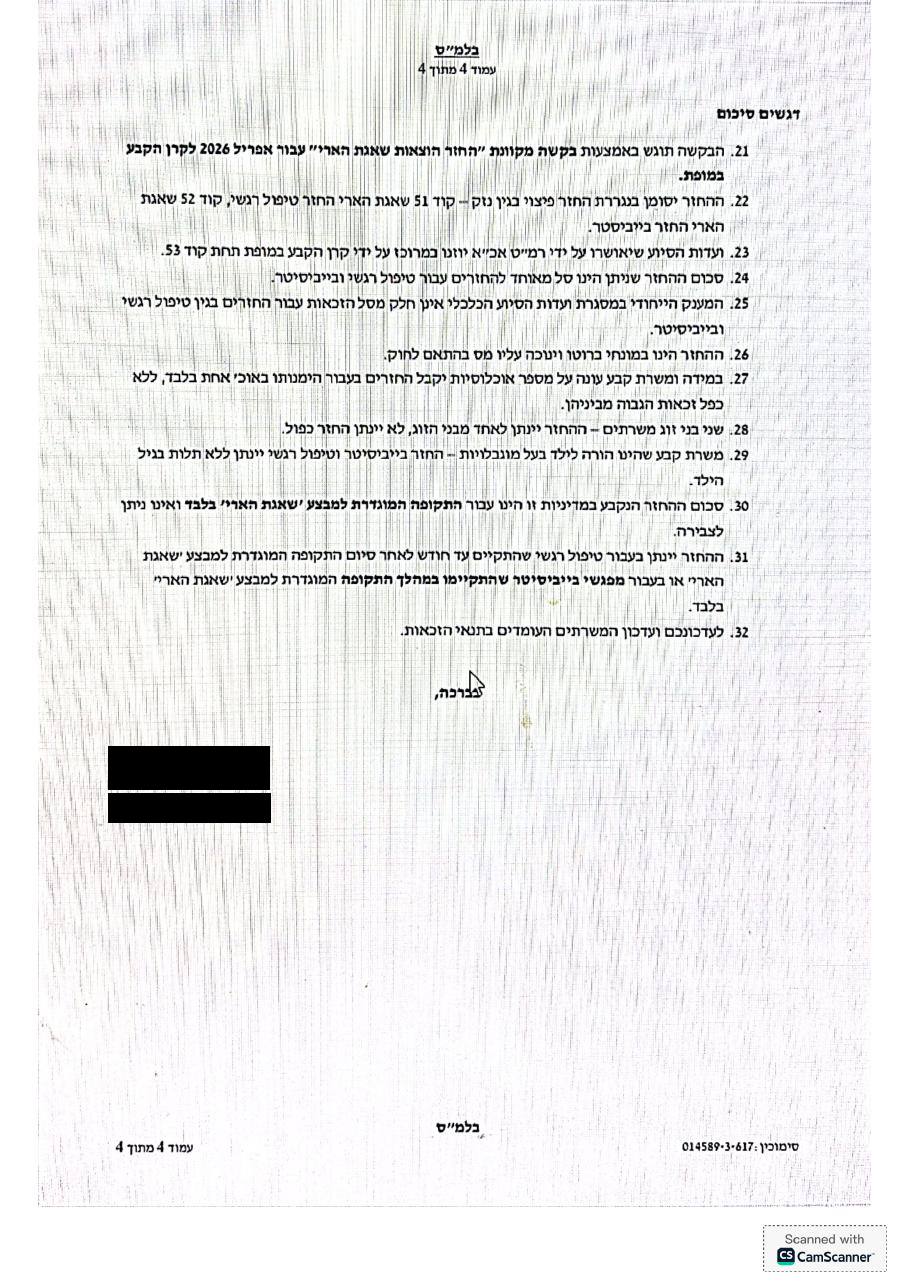 בלמ״ס
עמוד 4 מתוך 4
דגשים סיכום
21. הבקשה תוגש באמצעות בקשה מקוונת ״החזר הוצאות שאגת הארי״ עבור אפריל 2026 לקרן הקבע
במופת.
22. ההחזר יסומן בנגררת החזר פיצוי בגין נזק – קוד 51 שאגת הארי החזר טיפול רגשי, קוד 52 שאגת
הארי החזר בייביסטר.
23. ועדות הסיוע שיאושרו על ידי רמ״ט אכ״א יוזנו במרוכז על ידי קרן הקבע במופת תחת קוד 53.
24. סכום ההחזר שניתן הינו סל מאוחד להחזרים עבור טיפול רגשי ובייביסיטר.
25. המענק הייחודי במסגרת ועדות הסיוע הכלכלי אינן חלק מסל הזכאות עבור החזרים בגין טיפול רגשי
ובייביסיטר.
26. ההחזר הינו במונחי ברוטו וינוכה עליו מס בהתאם לחוק.
27. במידה ומשרת קבע עונה על מספר אוכלוסיות יקבל החזרים בעבור הימנותו באוכ׳ אחת בלבד, ללא
כפל זכאות הגבוה מביניהן.
28. שני בני זוג משרתים – ההחזר יינתן לאחד מבני הזוג, לא יינתן החזר כפול.
29. משרת קבע שהינו הורה לילד בעל מוגבלויות – החזר בייביסיטר וטיפול רגשי יינתן ללא תלות בגיל
הילד.
30. סכום ההחזר הנקבע במדיניות זו הינו עבור התקופה המוגדרת למבצע ׳שאגת הארי׳ בלבד ואינו ניתן
לצבירה.
31. ההחזר יינתן בעבור טיפול רגשי שהתקיים עד חודש לאחר סיום התקופה המוגדרת למבצע ׳שאגת
הארי׳ או בעבור מפגשי בייביסיטר שהתקיימו במהלך התקופה המוגדרת למבצע ׳שאגת הארי׳
בלבד.
32. לעדכונכם ועדכון המשרתים העומדים בתנאי הזכאות.
בברכה,
בלמ״ס
סימוכין: 014589-3-617
עמוד 4 מתוך 4
Scanned with
CS CamScanner